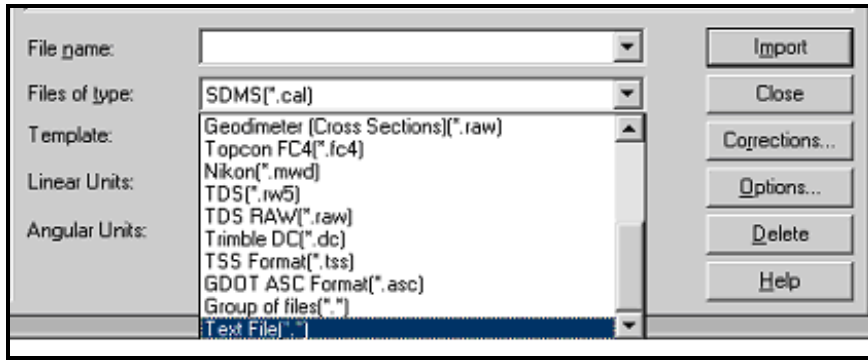 File name:
Import
Files of type:
SDMS(*.cal)
Close
Template:
Geodimeter (Cross Sections)(*.raw)
Topcon FC4(*.fc4)
Corrections...
Nikon(*.mwd)
Linear Units:
TDS(*.rw5)
Options...
TDS RAW(*.raw)
Angular Units:
Trimble DC(*.dc)
Delete
TSS Format(*.tss)
GDOT ASC Format(*.asc)
Help
Group of files(*.*)
Text File(*.*)